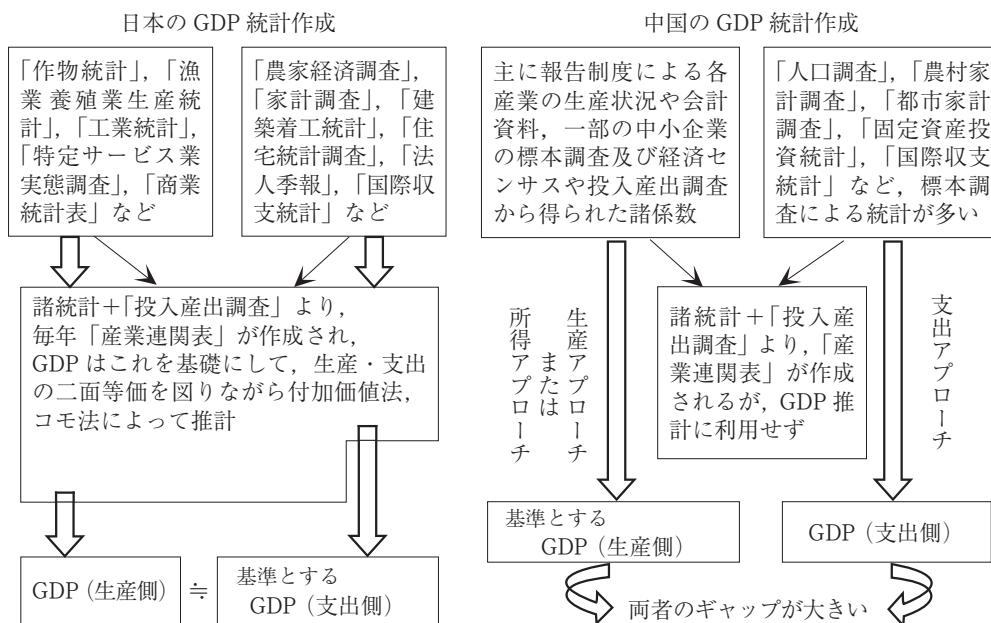 日本の GDP 統計作成
「作物統計」，「漁
業養殖業生産統
計」，「工業統計」，
「特定サービス業
実態調査」，「商業
統計表」など
「農家経済調査」，
「家計調査」，「建
築着工統計」，「住
宅統計調査」，「法
人季報」，「国際収
支統計」など
諸統計＋「投入産出調査」より，
毎年「産業連関表」が作成され，
GDP はこれを基礎にして，生産・支出
の二面等価を図りながら付加価値法，
コモ法によって推計
GDP（生産側）
≒
基準とする
GDP（支出側）
中国の GDP 統計作成
主に報告制度による各
産業の生産状況や会計
資料，一部の中小企業
の標本調査及び経済セ
ンサスや投入産出調査
から得られた諸係数
「人口調査」，「農村家
計調査」，「都市家計
調査」，「固定資産投
資統計」，「国際収支
統計」など，標本調
査による統計が多い
生産アプローチ
または
所得アプローチ
諸統計＋「投入産
出調査」より，「産
業連関表」が作成
されるが，GDP 推
計に利用せず
支出アプローチ
基準とする
GDP（生産側）
GDP（支出側）
両者のギャップが大きい